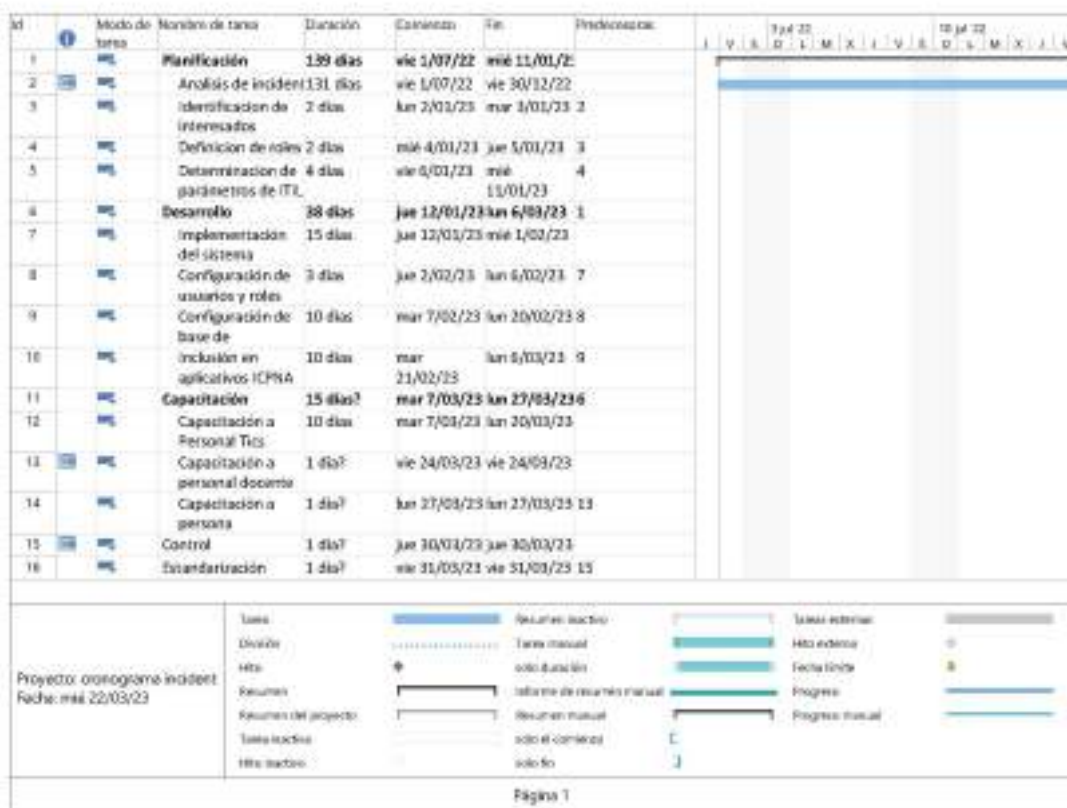 Id Modo de tarea Nombre de tarea Duración Comienzo Fin Predecesoras
3 jul 22 10 jul 22
J V S D L M X J V S D L M X J V
1 Planificación 139 días vie 1/07/22 mié 11/01/2
2 Analisis de incident 131 días vie 1/07/22 vie 30/12/22
3 Identificacion de interesados 2 días lun 2/01/23 mar 3/01/23 2
4 Definicion de roles 2 días mié 4/01/23 jue 5/01/23 3
5 Determinacion de parámetros de ITIL 4 días vie 6/01/23 mié 11/01/23 4
6 Desarrollo 38 días jue 12/01/23 lun 6/03/23 1
7 Implementación del sistema 15 días jue 12/01/23 mié 1/02/23
8 Configuración de usuarios y roles 3 días jue 2/02/23 lun 6/02/23 7
9 Configuración de base de 10 días mar 7/02/23 lun 20/02/23 8
10 Inclusión en aplicativos ICPNA 10 días mar 21/02/23 lun 6/03/23 9
11 Capacitación 15 días? mar 7/03/23 lun 27/03/23 6
12 Capacitación a Personal Tics 10 días mar 7/03/23 lun 20/03/23
13 Capacitación a personal docente 1 día? vie 24/03/23 vie 24/03/23
14 Capacitación a persona 1 día? lun 27/03/23 lun 27/03/23 13
15 Control 1 día? jue 30/03/23 jue 30/03/23
16 Estandarización 1 día? vie 31/03/23 vie 31/03/23 15
Proyecto: cronograma incident
Fecha: mié 22/03/23
Tarea Resumen inactivo Tareas externas
División Tarea manual Hito externo
Hito solo duración Fecha límite
Resumen Informe de resumen manual Progreso
Resumen del proyecto Resumen manual Progreso manual
Tarea inactiva solo el comienzo
Hito inactivo solo fin
Página 1